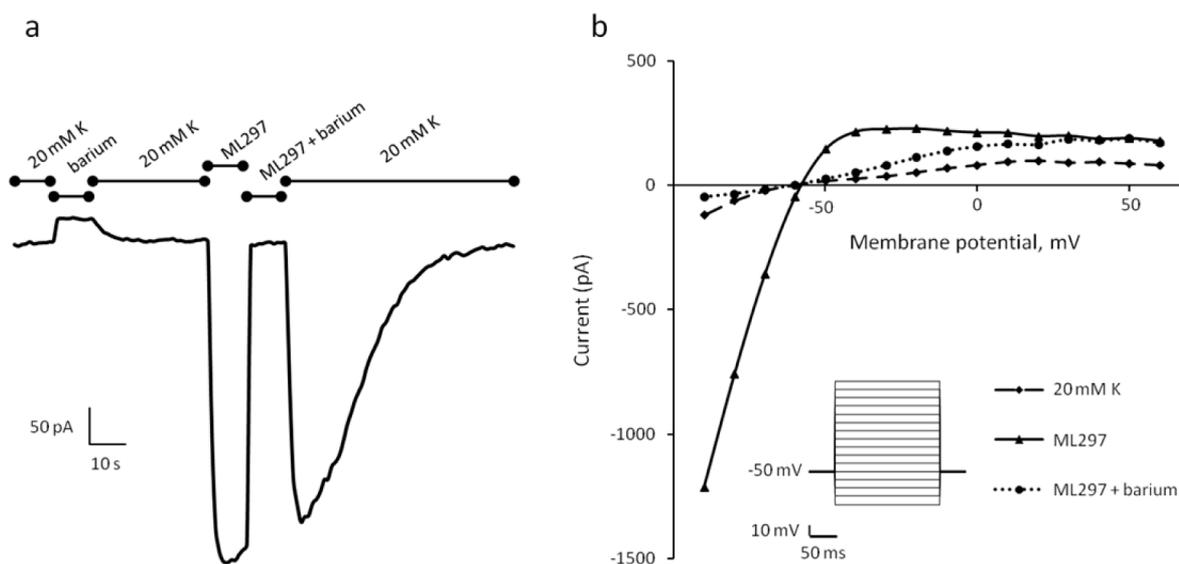 a
20 mM K
barium
20 mM K
ML297
ML297 + barium
20 mM K
50 pA
10 s
b
500
0
-500
-1000
-1500
-50
0
50
Membrane potential, mV
Current (pA)
-50 mV
10 mV
50 ms
20 mM K
ML297
ML297 + barium